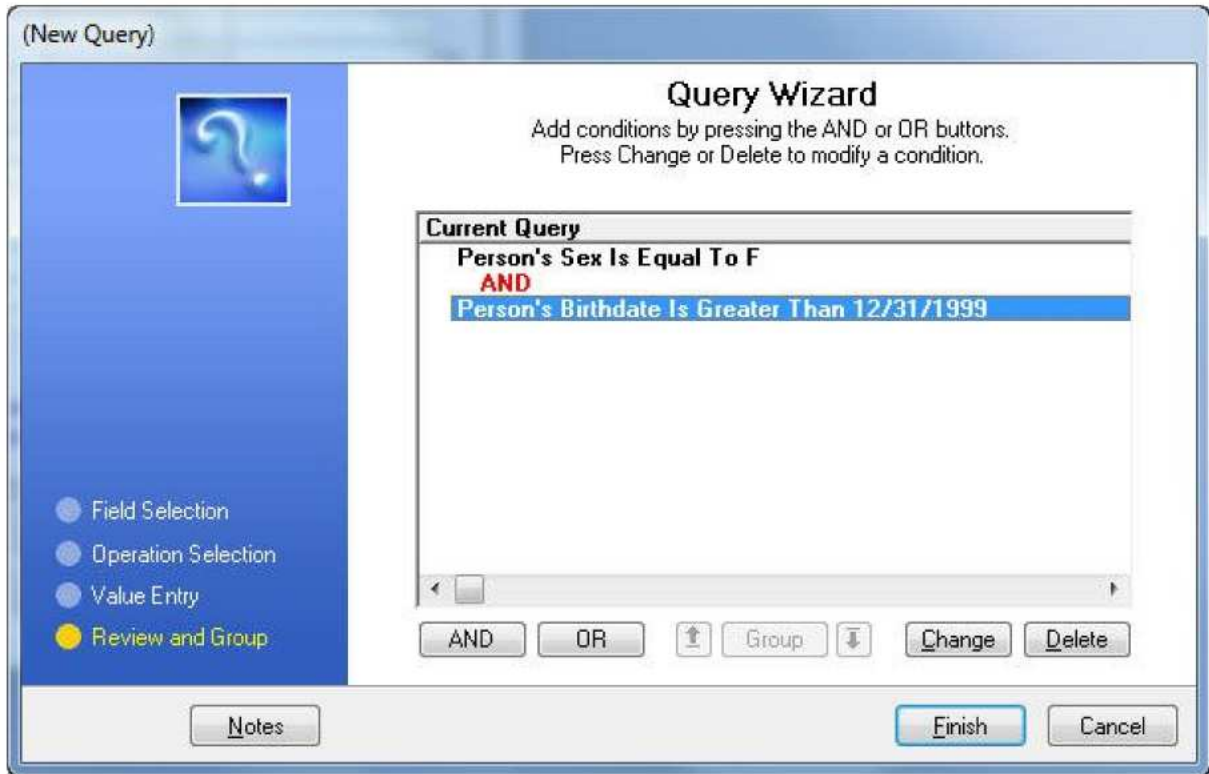 (New Query)
Query Wizard
Add conditions by pressing the AND or OR buttons.
Press Change or Delete to modify a condition.
Current Query
Person's Sex Is Equal To F
AND
Person's Birthdate Is Greater Than 12/31/1999
Field Selection
Operation Selection
Value Entry
Review and Group
AND OR Group Change Delete
Notes Finish Cancel